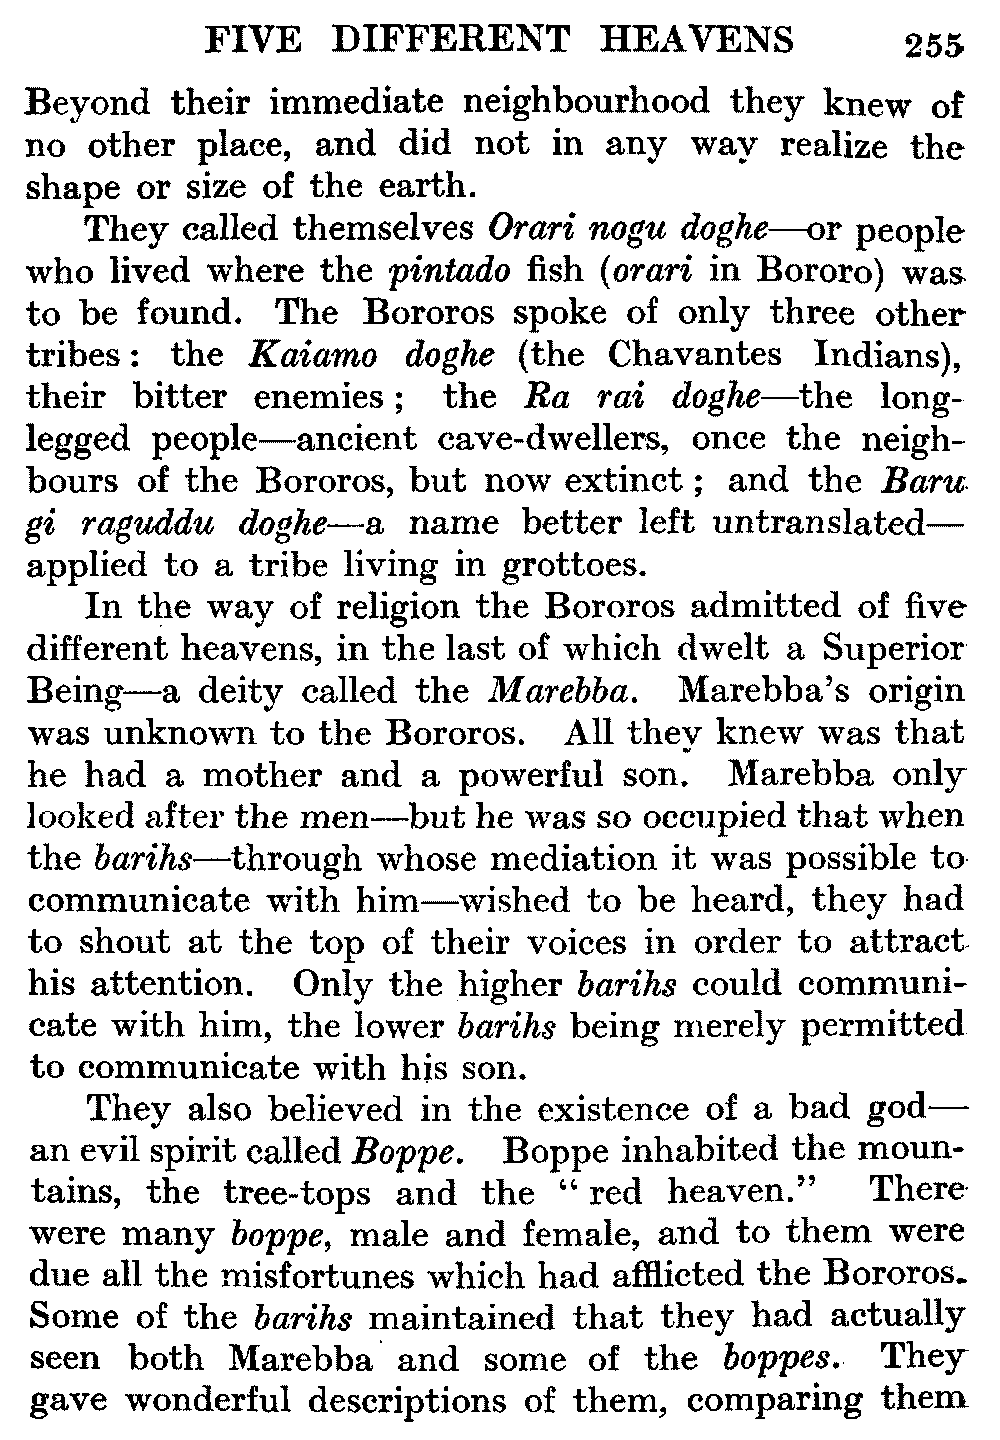 FIVE DIFFERENT HEAVENS 255
Beyond their immediate neighbourhood they knew of
no other place, and did not in any way realize the
shape or size of the earth.
They called themselves Orari nogu doghe—or people
who lived where the pintado fish (orari in Bororo) was
to be found. The Bororos spoke of only three other
tribes : the Kaiamo doghe (the Chavantes Indians),
their bitter enemies ; the Ra rai doghe—the long-
legged people—ancient cave-dwellers, once the neigh-
bours of the Bororos, but now extinct ; and the Baru
gi raguddu doghe—a name better left untranslated—
applied to a tribe living in grottoes.
In the way of religion the Bororos admitted of five
different heavens, in the last of which dwelt a Superior
Being—a deity called the Marebba. Marebba's origin
was unknown to the Bororos. All they knew was that
he had a mother and a powerful son. Marebba only
looked after the men—but he was so occupied that when
the barihs—through whose mediation it was possible to
communicate with him—wished to be heard, they had
to shout at the top of their voices in order to attract
his attention. Only the higher barihs could communi-
cate with him, the lower barihs being merely permitted
to communicate with his son.
They also believed in the existence of a bad god—
an evil spirit called Boppe. Boppe inhabited the moun-
tains, the tree-tops and the “ red heaven.” There
were many boppe, male and female, and to them were
due all the misfortunes which had afflicted the Bororos.
Some of the barihs maintained that they had actually
seen both Marebba and some of the boppes. They
gave wonderful descriptions of them, comparing them